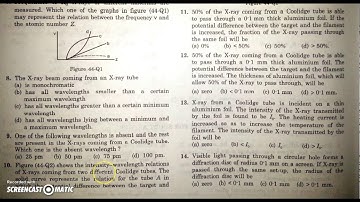 measured. Which one of the graphs in figure (44-Q1)
may represent the relation between the frequency v and
the atomic number Z.
Figure 44-Q1
8. The X-ray beam coming from an X-ray tube
(a) is monochromatic
(b) has all wavelengths smaller than a certain
maximum wavelength
(c) has all wavelengths greater than a certain minimum
wavelength
(d) has all wavelengths lying between a minimum and
a maximum wavelength.
9. One of the following wavelengths is absent and the rest
are present in the X-rays coming from a Coolidge tube.
Which one is the absent wavelength ?
(a) 25 pm (b) 50 pm (c) 75 pm (d) 100 pm.
10. Figure (44-Q2) shows the intensity-wavelength relations
of X-rays coming from two different Coolidge tubes. The
solid curve represents the relation for the tube A in
which the potential difference between the target and
11. 50% of the X-ray coming from a Coolidge tube is able
to pass through a 0·1 mm thick aluminium foil. If the
potential difference between the target and the filament
is increased, the fraction of the X-ray passing through
the same foil will be
(a) 0% (b) < 50% (c) 50% (d) > 50%.
12. 50% of the X-ray coming from a Coolidge tube is able
to pass through a 0·1 mm thick aluminium foil. The
potential difference between the target and the filament
is increased. The thickness of aluminium foil, which will
allow 50% of the X-ray to pass through, will be
(a) zero (b) < 0·1 mm (c) 0·1 mm (d) > 0·1 mm.
13. X-ray from a Coolidge tube is incident on a thin
aluminium foil. The intensity of the X-ray transmitted
by the foil is found to be I₀. The heating current is
increased so as to increase the temperature of the
filament. The intensity of the X-ray transmitted by the
foil will be
(a) zero (b) < I₀ (c) I₀ (d) > I₀
14. Visible light passing through a circular hole forms a
diffraction disc of radius 0·1 mm on a screen. If X-ray is
passed through the same set-up, the radius of the
diffraction disc will be
(a) zero (b) < 0·1 mm (c) 0·1 mm (d) > 0·1 mm.
SCREENCAST-O-MATIC